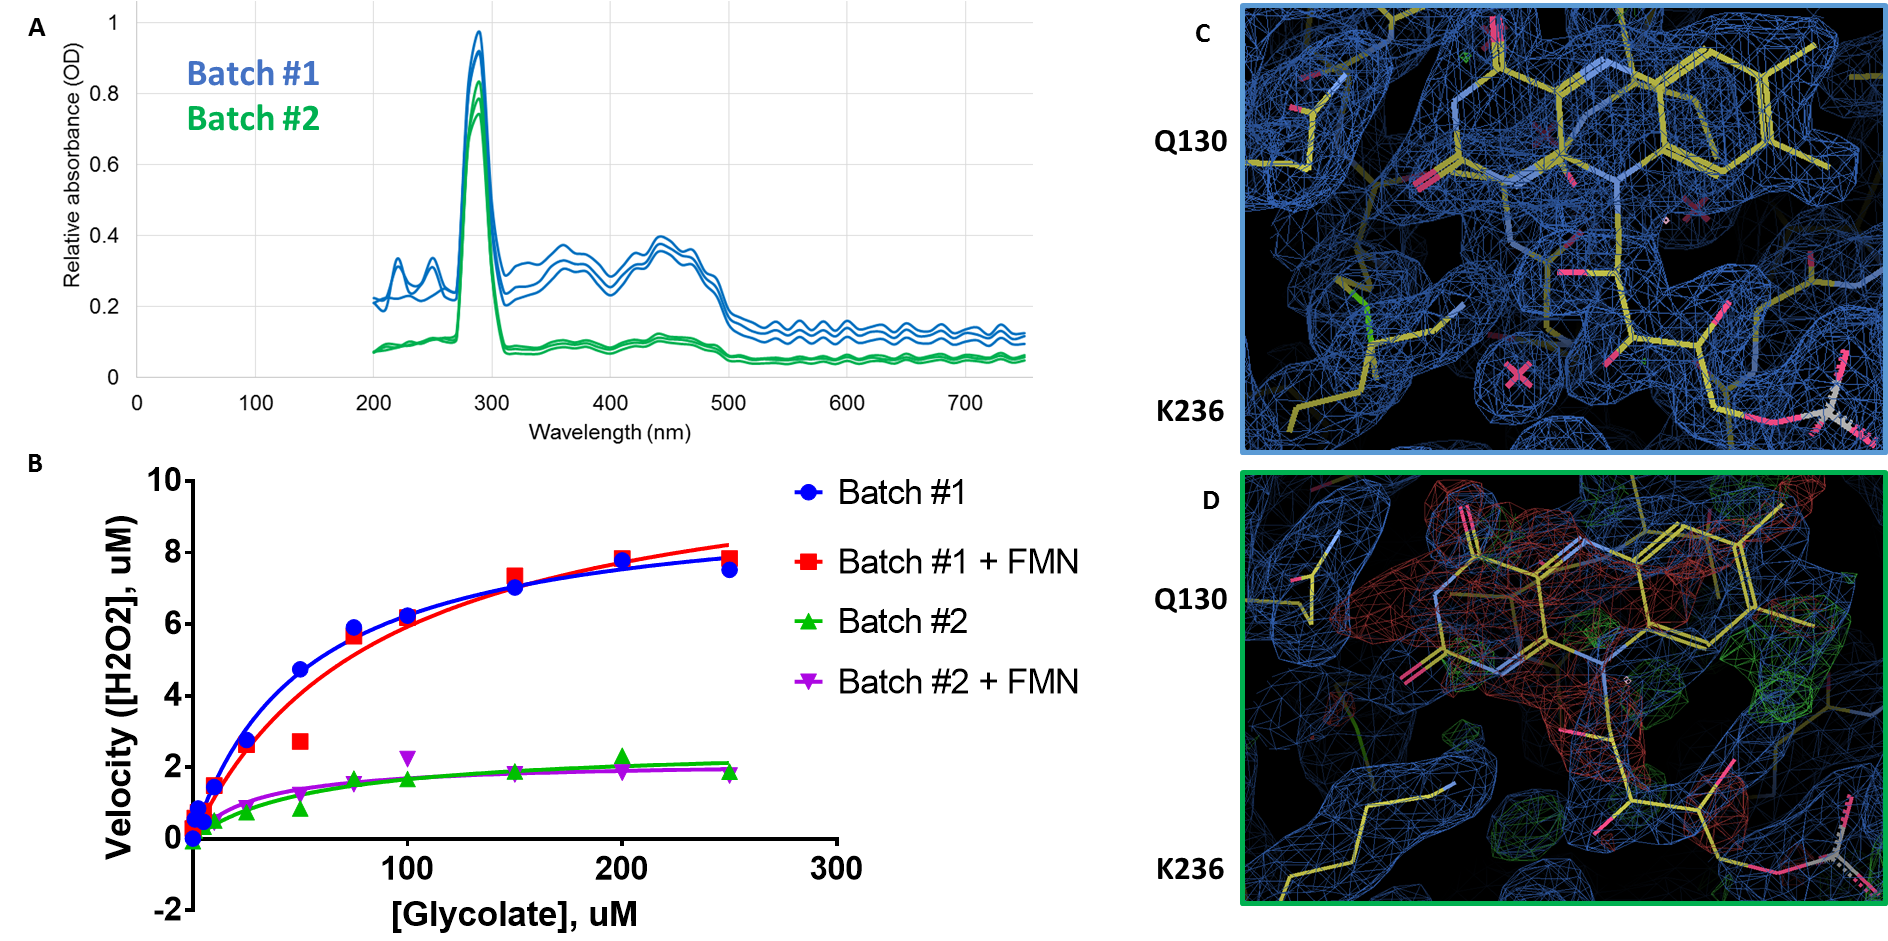 A
Relative absorbance (OD)
1
0.8
0.6
0.4
0.2
0
Batch #1
Batch #2
0 100 200 300 400 500 600 700
Wavelength (nm)
B
Velocity ([H2O2], uM)
10
8
6
4
2
0
-2
100 200 300
[Glycolate], uM
Batch #1
Batch #1 + FMN
Batch #2
Batch #2 + FMN
C
Q130
K236
D
Q130
K236